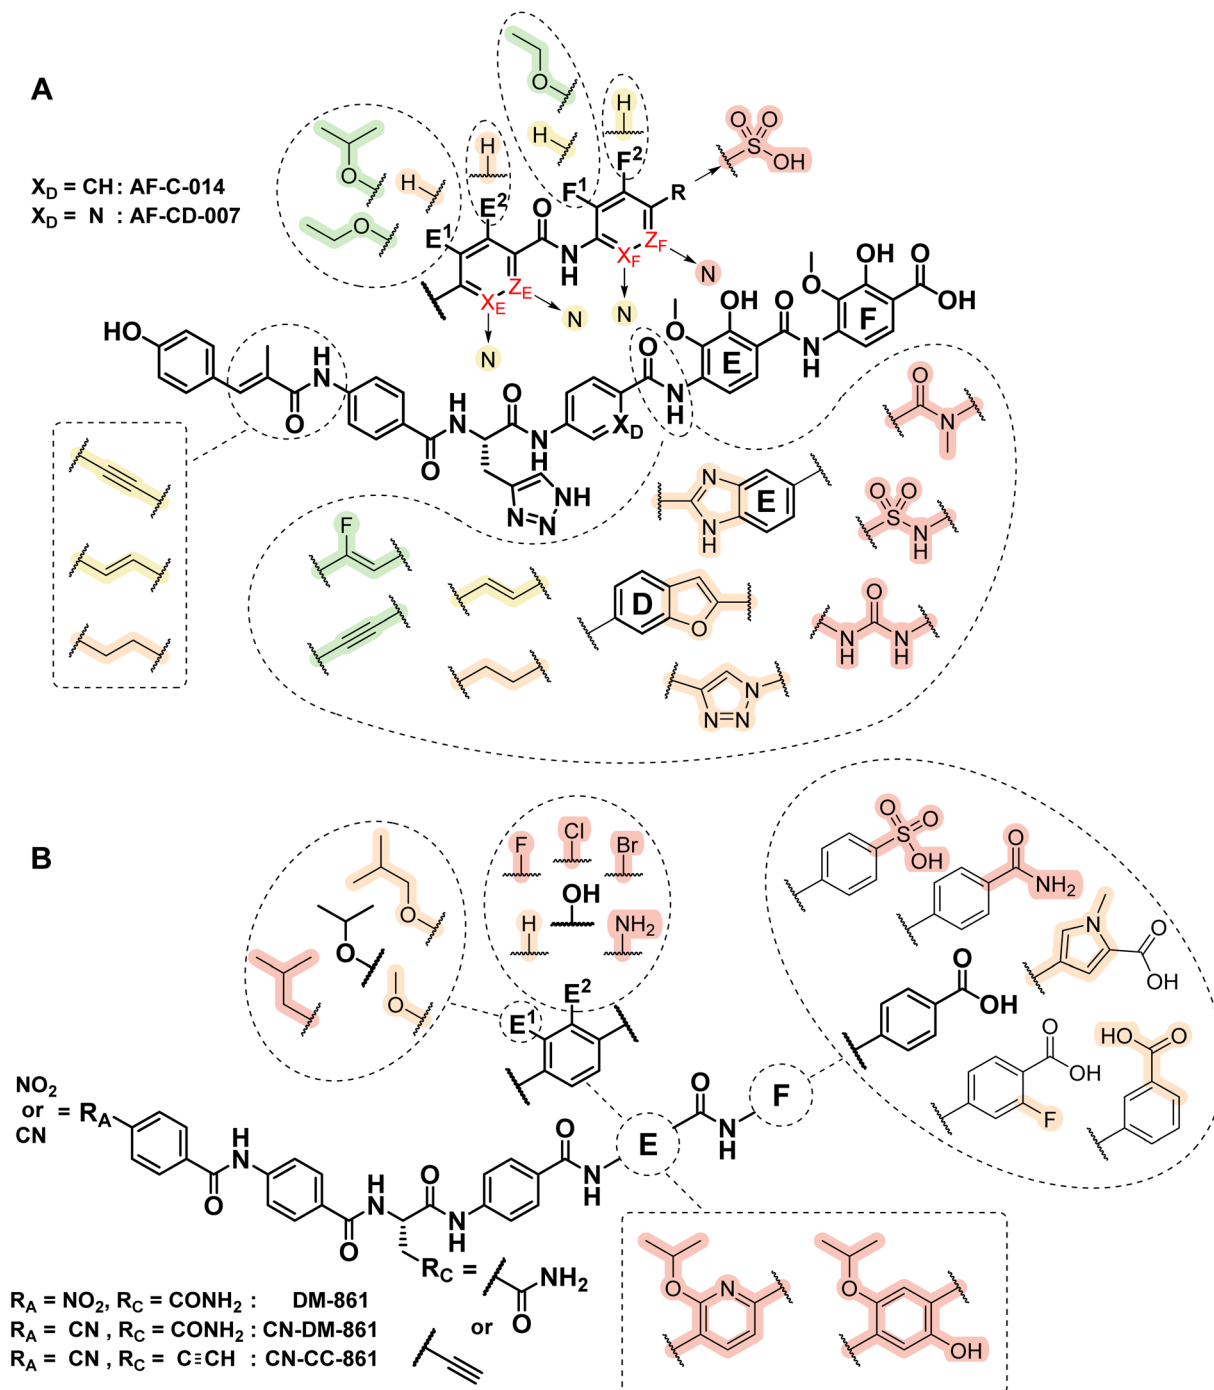 A
X_D = CH : AF-C-014
X_D = N : AF-CD-007
O
O
H
H
O
H
H
F²
F¹
R
O O
S
OH
E²
E¹
O
N
H
X_F
Z_F
N
N
X_E
Z_E
N
N
HO
O
H
N
H
N
O
O
N
H
NH
N
N
X_D
O
N
H
O
OH
E
O
N
H
O
OH
F
O
OH
F
N
N
H
E
D
O
N
N N
O
N
O O
S
N
H
O
N
H
N
H
B
O
O
O
F
Cl
Br
OH
H
NH₂
E²
E¹
O O
S
OH
O
NH₂
N
O
OH
O
OH
O
OH
F
HO
O
NO₂
or
CN
= R_A
O
H
N
O
H
N
O
N
H
O
N
H
E
O
N
H
F
R_C =
NH₂
O
or
O
N
O
OH
R_A = NO₂, R_C = CONH₂ : DM-861
R_A = CN , R_C = CONH₂ : CN-DM-861
R_A = CN , R_C = C≡CH : CN-CC-861